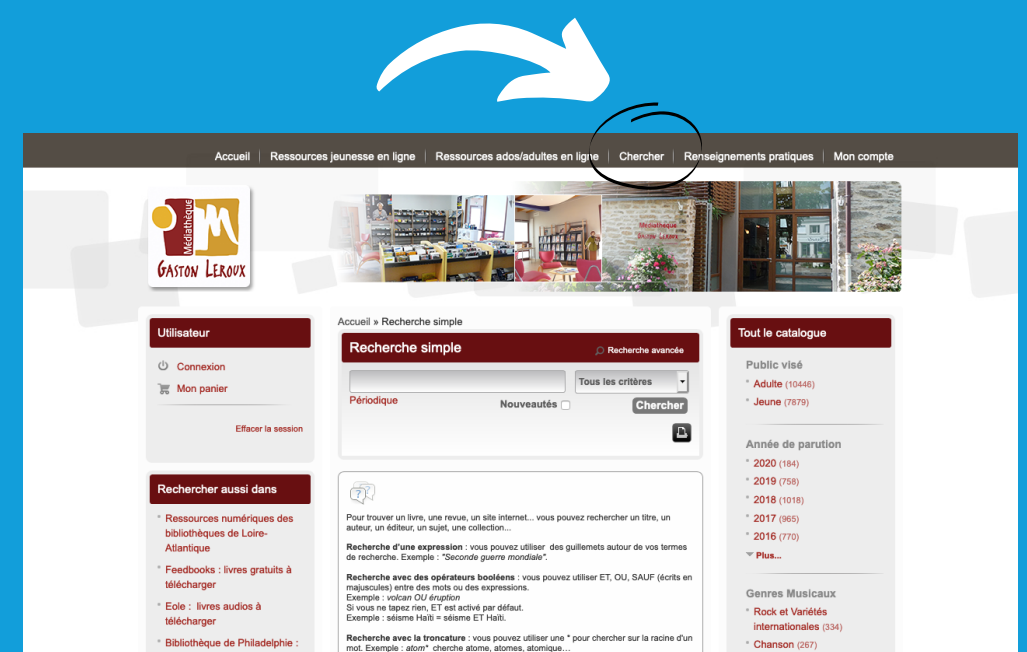 Accueil | Ressources jeunesse en ligne | Ressources ados/adultes en ligne | Chercher | Renseignements pratiques | Mon compte
Médiathèque
GASTON LEROUX
Médiathèque
Gaston Leroux
Utilisateur
Connexion
Mon panier
Effacer la session
Rechercher aussi dans
Ressources numériques des
bibliothèques de Loire-
Atlantique
Feedbooks : livres gratuits à
télécharger
Eole : livres audios à
télécharger
Bibliothèque de Philadelphie :
Accueil » Recherche simple
Recherche simple
Recherche avancée
Tous les critères
Périodique
Nouveautés
Chercher
Pour trouver un livre, une revue, un site internet... vous pouvez rechercher un titre, un
auteur, un éditeur, un sujet, une collection...
Recherche d'une expression : vous pouvez utiliser des guillemets autour de vos termes
de recherche. Exemple : "Seconde guerre mondiale".
Recherche avec des opérateurs booléens : vous pouvez utiliser ET, OU, SAUF (écrits en
majuscules) entre des mots ou des expressions.
Exemple : volcan OU éruption
Si vous ne tapez rien, ET est activé par défaut.
Exemple : séisme Haïti = séisme ET Haïti.
Recherche avec la troncature : vous pouvez utiliser une * pour chercher sur la racine d'un
mot. Exemple : atom* cherche atome, atomes, atomique…
Tout le catalogue
Public visé
Adulte (10446)
Jeune (7879)
Année de parution
2020 (184)
2019 (758)
2018 (1018)
2017 (965)
2016 (770)
Plus...
Genres Musicaux
Rock et Variétés
internationales (334)
Chanson (267)